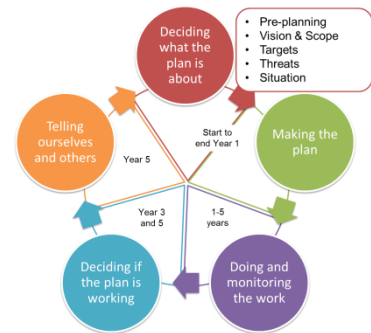 Deciding
what the
plan is
about
• Pre-planning
• Vision & Scope
• Targets
• Threats
• Situation
Telling
ourselves
and others
Year 5
Start to
end Year 1
Making the
plan
Year 3
and 5
1-5
years
Deciding if
the plan is
working
Doing and
monitoring
the work